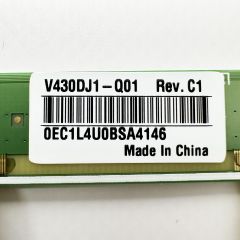 V430DJ1-Q01 Rev. C1
0EC1L4U0BSA4146
Made In China